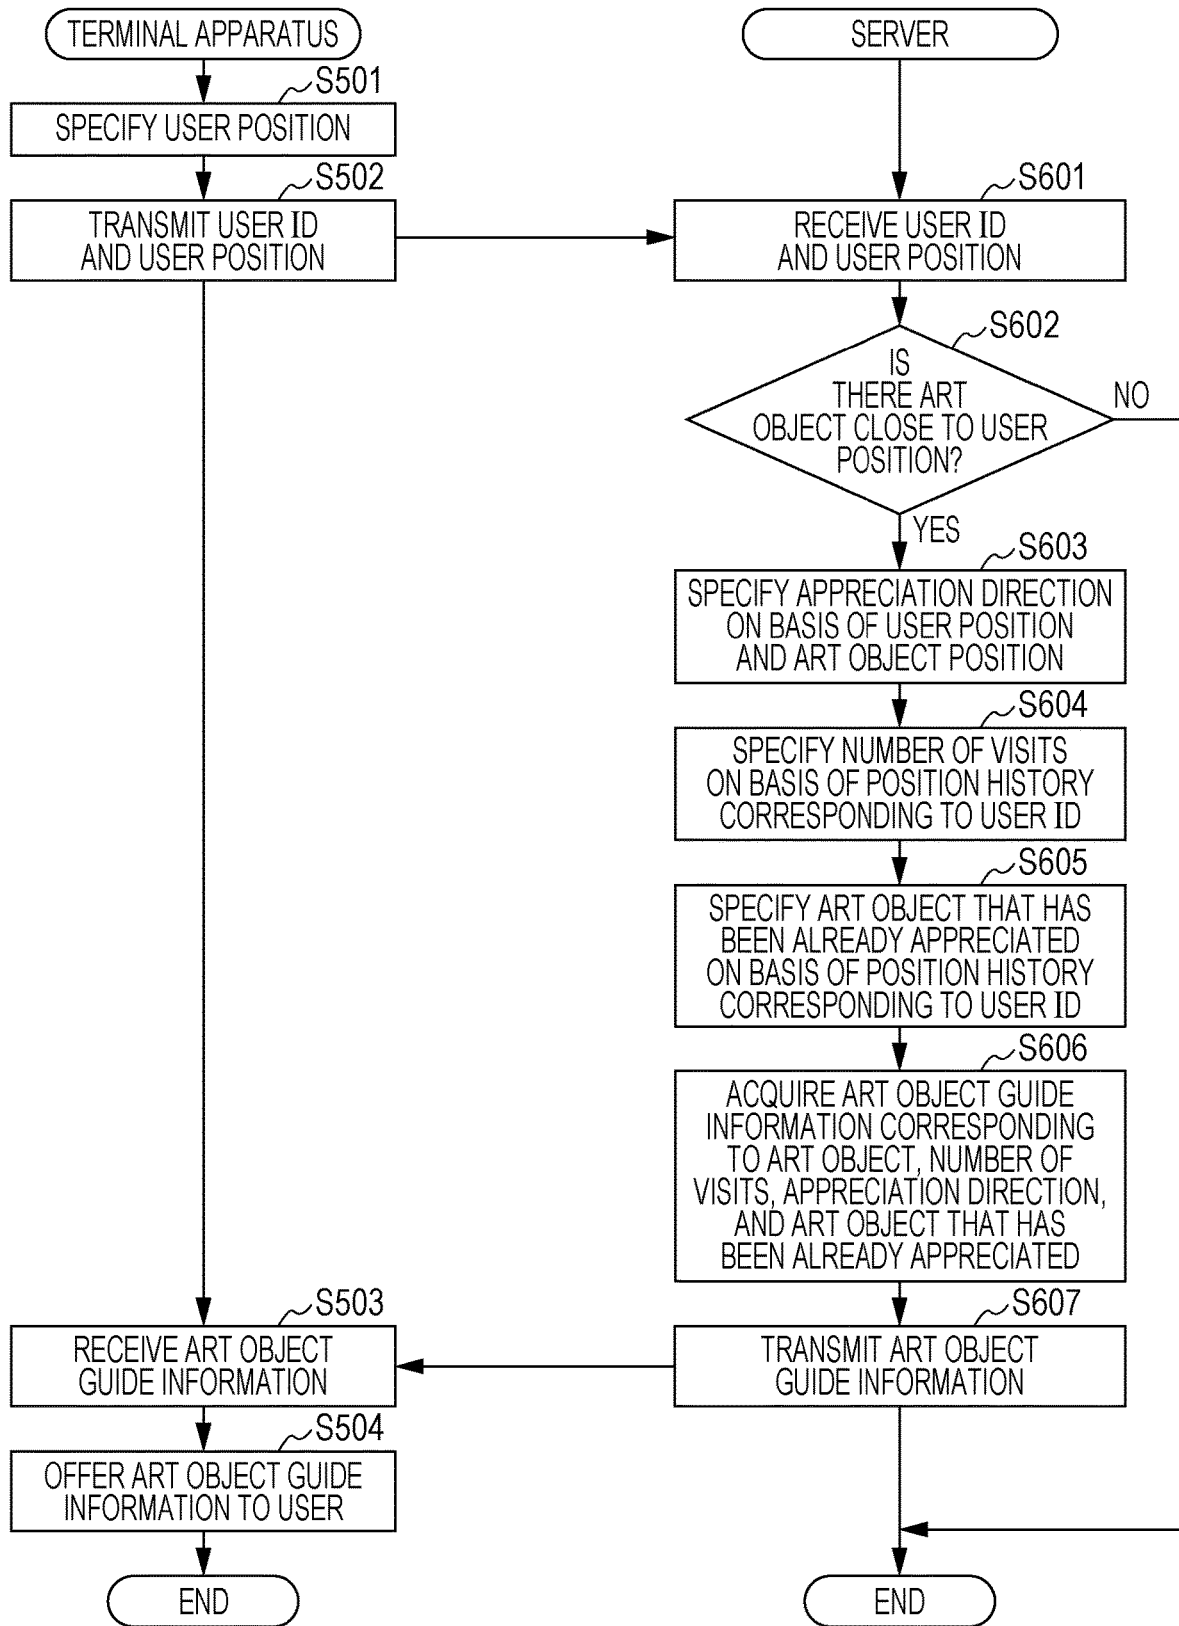 TERMINAL APPARATUS
S501
SPECIFY USER POSITION
S502
TRANSMIT USER ID
AND USER POSITION
S503
RECEIVE ART OBJECT
GUIDE INFORMATION
S504
OFFER ART OBJECT GUIDE
INFORMATION TO USER
END
SERVER
S601
RECEIVE USER ID
AND USER POSITION
S602
IS
THERE ART
OBJECT CLOSE TO USER
POSITION?
NO
YES
S603
SPECIFY APPRECIATION DIRECTION
ON BASIS OF USER POSITION
AND ART OBJECT POSITION
S604
SPECIFY NUMBER OF VISITS
ON BASIS OF POSITION HISTORY
CORRESPONDING TO USER ID
S605
SPECIFY ART OBJECT THAT HAS
BEEN ALREADY APPRECIATED
ON BASIS OF POSITION HISTORY
CORRESPONDING TO USER ID
S606
ACQUIRE ART OBJECT GUIDE
INFORMATION CORRESPONDING
TO ART OBJECT, NUMBER OF
VISITS, APPRECIATION DIRECTION,
AND ART OBJECT THAT HAS
BEEN ALREADY APPRECIATED
S607
TRANSMIT ART OBJECT
GUIDE INFORMATION
END